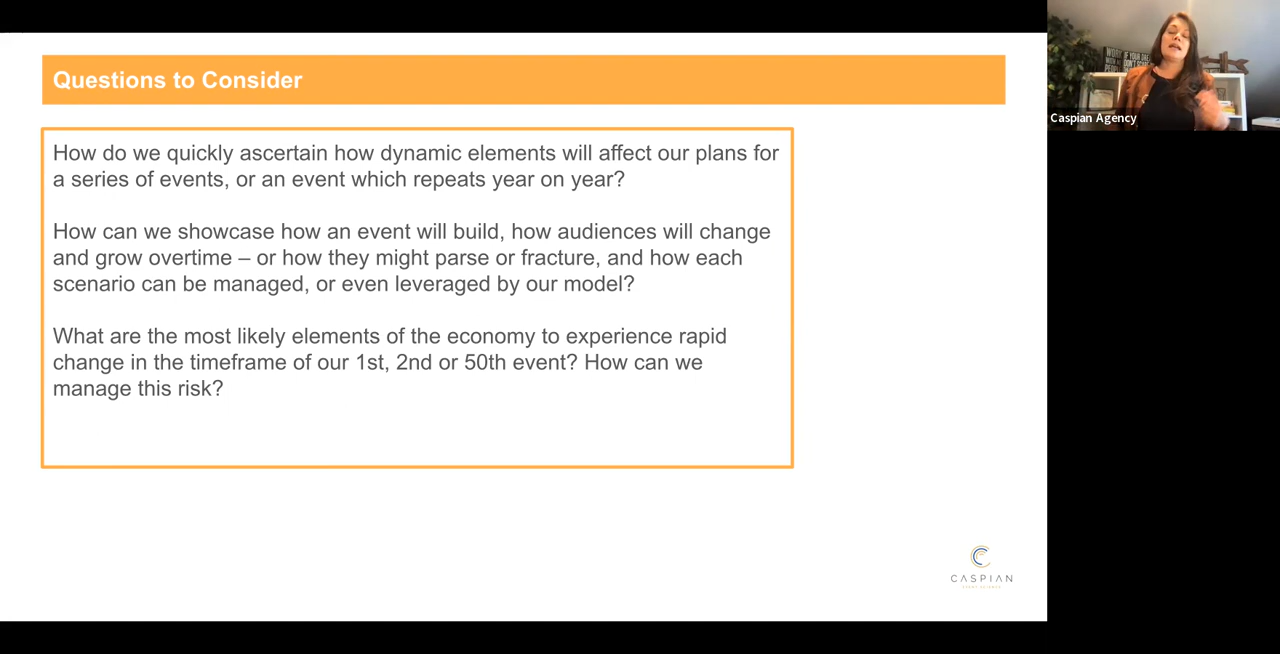 Questions to Consider
How do we quickly ascertain how dynamic elements will affect our plans for
a series of events, or an event which repeats year on year?
How can we showcase how an event will build, how audiences will change
and grow overtime – or how they might parse or fracture, and how each
scenario can be managed, or even leveraged by our model?
What are the most likely elements of the economy to experience rapid
change in the timeframe of our 1st, 2nd or 50th event? How can we
manage this risk?
CASPIAN
Caspian Agency